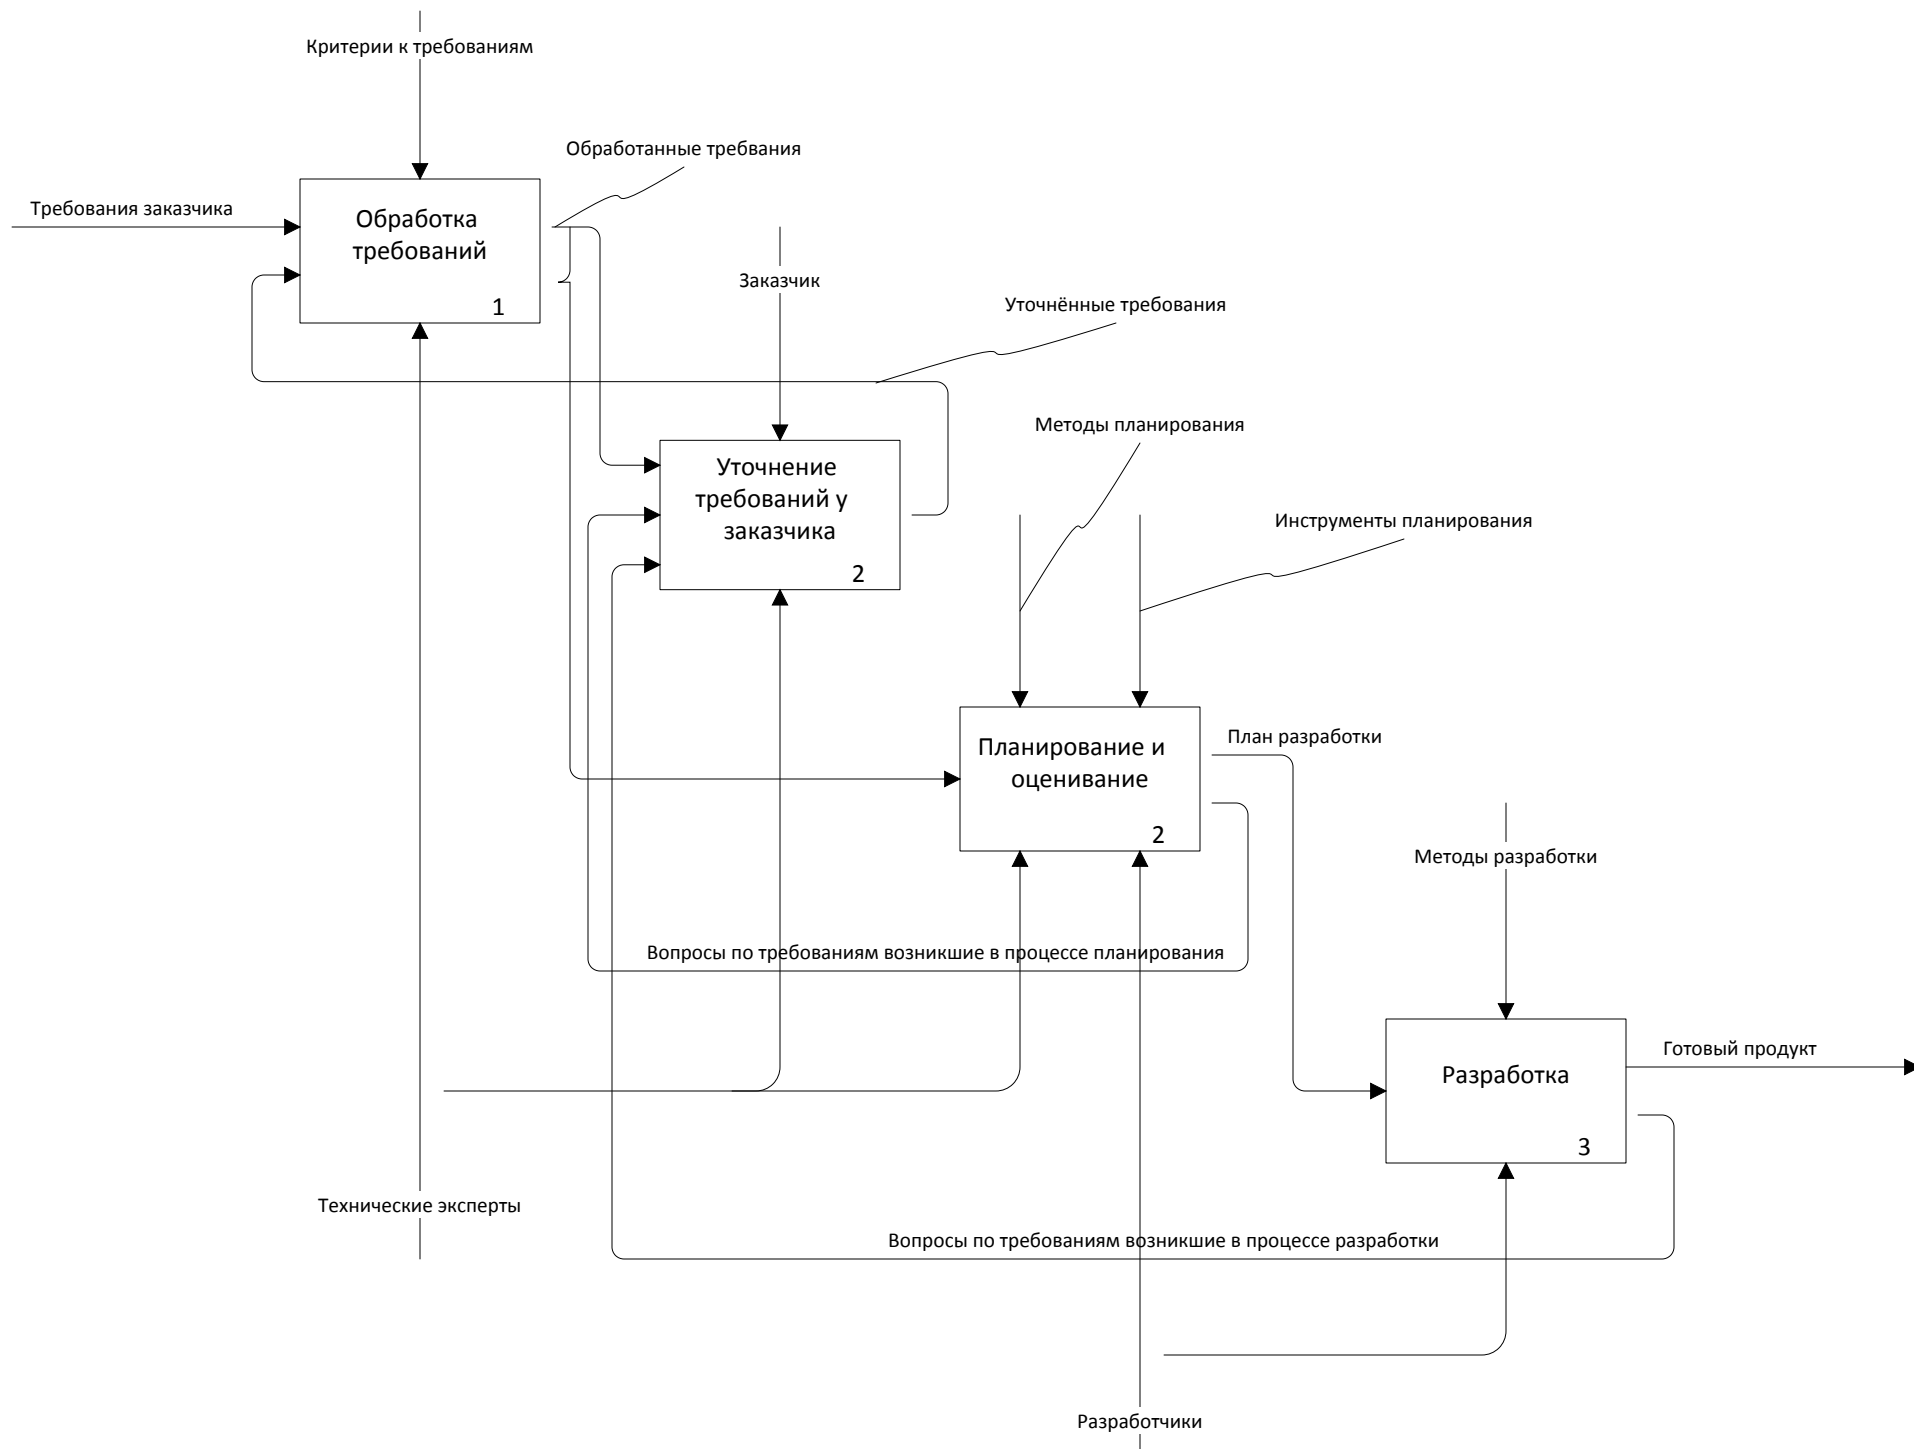 Критерии к требованиям
Обработанные требвания
Требования заказчика
Обработка
требований
1
Заказчик
Уточнённые требования
Методы планирования
Уточнение
требований у
заказчика
2
Инструменты планирования
Планирование и
оценивание
2
План разработки
Методы разработки
Вопросы по требованиям возникшие в процессе планирования
Готовый продукт
Разработка
3
Технические эксперты
Вопросы по требованиям возникшие в процессе разработки
Разработчики